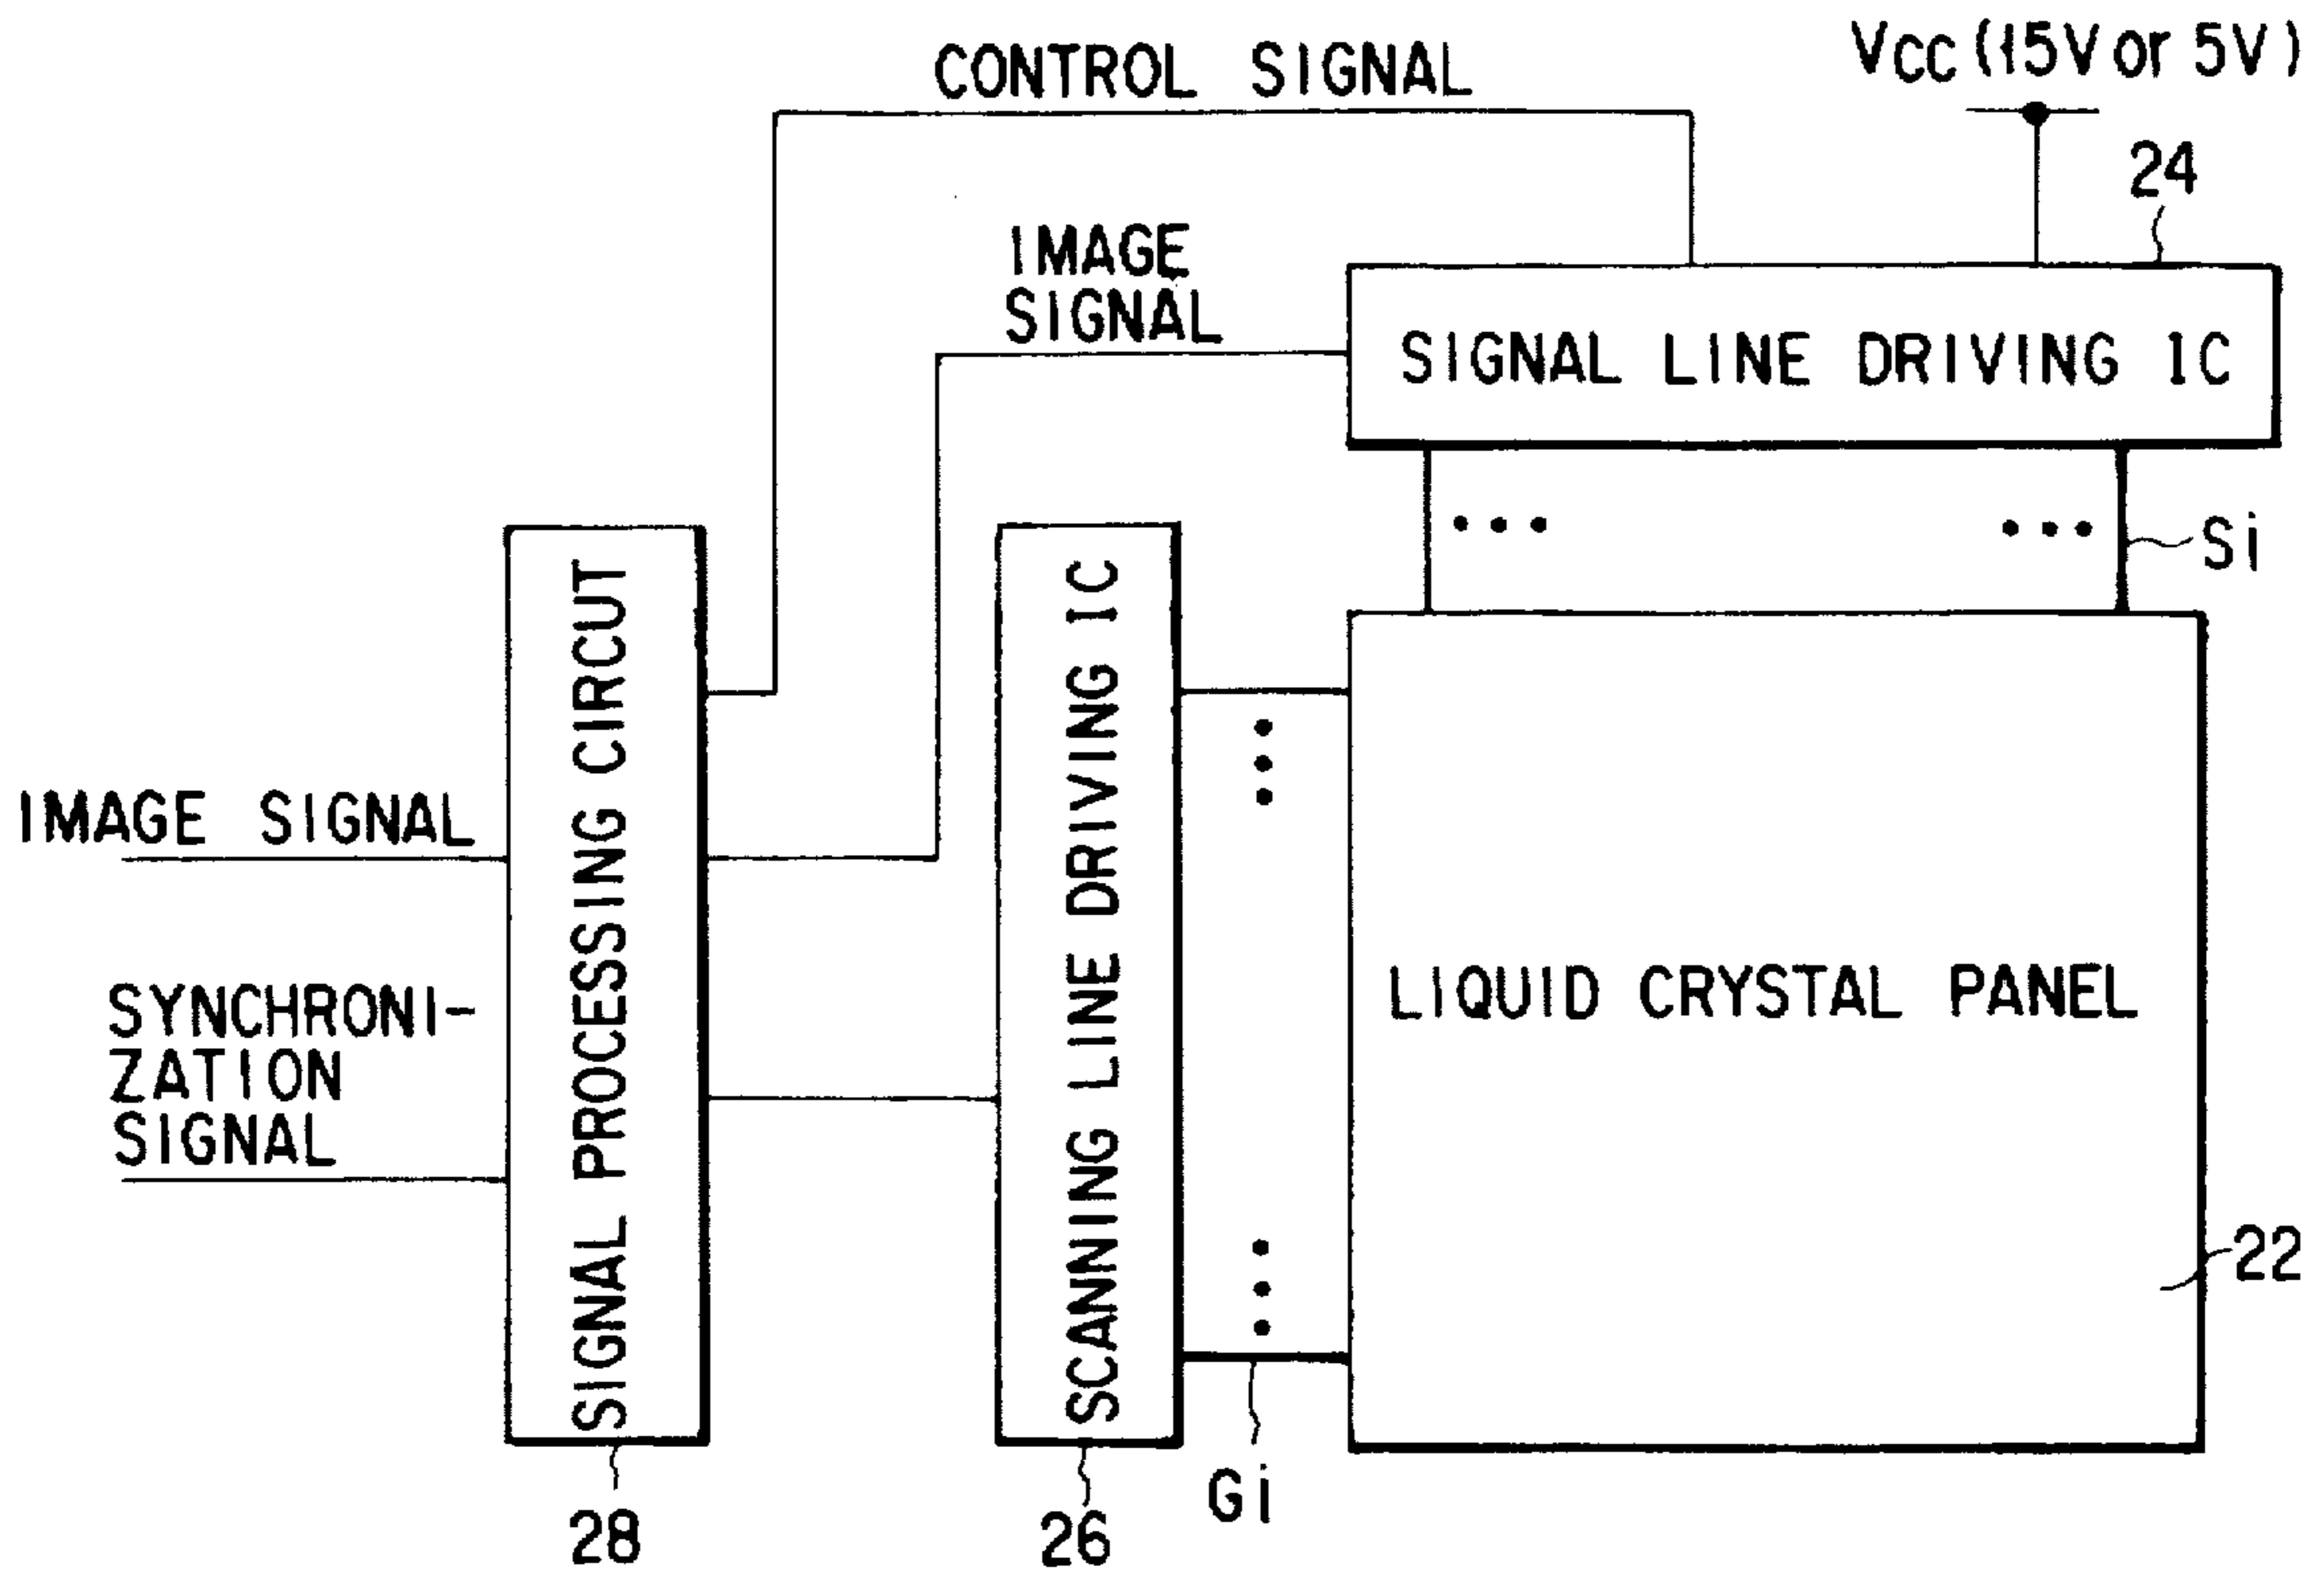 CONTROL SIGNAL
VCC (15V or 5V)
24
IMAGE
SIGNAL
SIGNAL LINE DRIVING IC
Si
SIGNAL PROCESSING CIRCUT
SCANNING LINE DRIVING IC
IMAGE SIGNAL
SYNCHRONI-
ZATION
SIGNAL
LIQUID CRYSTAL PANEL
22
Gi
28
26